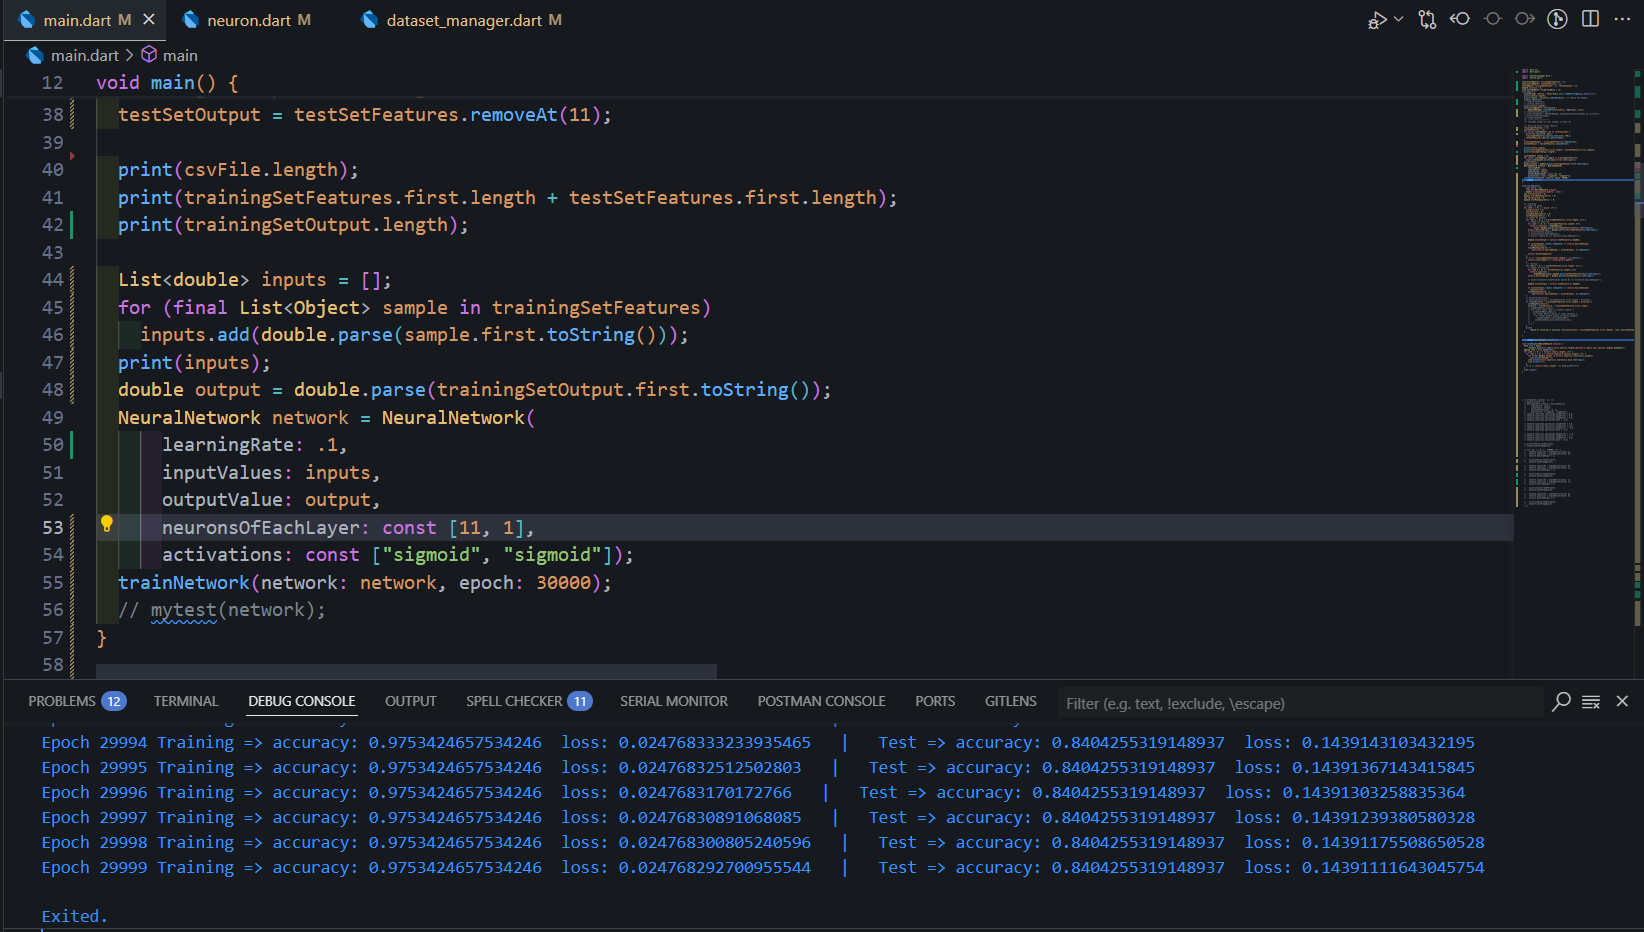 main.dart M
neuron.dart M
dataset_manager.dart M
main.dart > main
12 void main() {
38 testSetOutput = testSetFeatures.removeAt(11);
39
40 print(csvFile.length);
41 print(trainingSetFeatures.first.length + testSetFeatures.first.length);
42 print(trainingSetOutput.length);
43
44 List<double> inputs = [];
45 for (final List<Object> sample in trainingSetFeatures)
46 inputs.add(double.parse(sample.first.toString()));
47 print(inputs);
48 double output = double.parse(trainingSetOutput.first.toString());
49 NeuralNetwork network = NeuralNetwork(
50 learningRate: .1,
51 inputValues: inputs,
52 outputValue: output,
53 neuronsOfEachLayer: const [11, 1],
54 activations: const ["sigmoid", "sigmoid"]);
55 trainNetwork(network: network, epoch: 30000);
56 // mytest(network);
57 }
58
PROBLEMS 12 TERMINAL DEBUG CONSOLE OUTPUT SPELL CHECKER 11 SERIAL MONITOR POSTMAN CONSOLE PORTS GITLENS Filter (e.g. text, !exclude, \escape)
Epoch 29994 Training => accuracy: 0.9753424657534246 loss: 0.024768333233935465 | Test => accuracy: 0.8404255319148937 loss: 0.1439143103432195
Epoch 29995 Training => accuracy: 0.9753424657534246 loss: 0.02476832512502803 | Test => accuracy: 0.8404255319148937 loss: 0.14391367143415845
Epoch 29996 Training => accuracy: 0.9753424657534246 loss: 0.0247683170172766 | Test => accuracy: 0.8404255319148937 loss: 0.14391303258835364
Epoch 29997 Training => accuracy: 0.9753424657534246 loss: 0.02476830891068085 | Test => accuracy: 0.8404255319148937 loss: 0.14391239380580328
Epoch 29998 Training => accuracy: 0.9753424657534246 loss: 0.024768300805240596 | Test => accuracy: 0.8404255319148937 loss: 0.14391175508650528
Epoch 29999 Training => accuracy: 0.9753424657534246 loss: 0.024768292700955544 | Test => accuracy: 0.8404255319148937 loss: 0.14391111643045754
Exited.